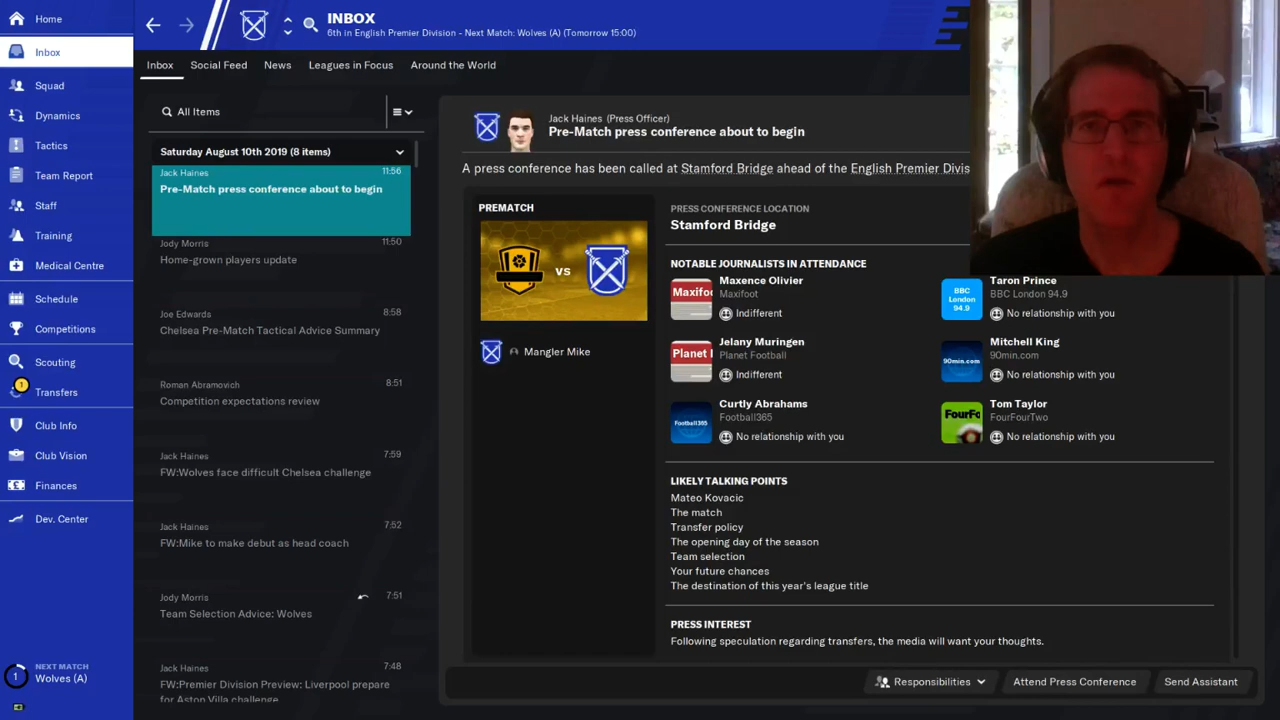 Home
Inbox
Squad
Dynamics
Tactics
Team Report
Staff
Training
Medical Centre
Schedule
Competitions
Scouting
1
Transfers
Club Info
Club Vision
Finances
Dev. Center
1
NEXT MATCH
Wolves (A)
INBOX
6th in English Premier Division - Next Match: Wolves (A) (Tomorrow 15:00)
Inbox
Social Feed
News
Leagues in Focus
Around the World
All Items
Saturday August 10th 2019 (8 items)
Jack Haines 11:56
Pre-Match press conference about to begin
Jody Morris 11:50
Home-grown players update
Joe Edwards 8:58
Chelsea Pre-Match Tactical Advice Summary
Roman Abramovich 8:51
Competition expectations review
Jack Haines 7:59
FW:Wolves face difficult Chelsea challenge
Jack Haines 7:52
FW:Mike to make debut as head coach
Jody Morris 7:51
Team Selection Advice: Wolves
Jack Haines 7:48
FW:Premier Division Preview: Liverpool prepare
for Aston Villa challenge
Jack Haines (Press Officer)
Pre-Match press conference about to begin
A press conference has been called at Stamford Bridge ahead of the English Premier Divis
PREMATCH
VS
Mangler Mike
PRESS CONFERENCE LOCATION
Stamford Bridge
NOTABLE JOURNALISTS IN ATTENDANCE
Maxifo
Maxence Olivier
Maxifoot
Indifferent
BBC
London
94.9
Taron Prince
BBC London 94.9
No relationship with you
Planet F
Jelany Muringen
Planet Football
Indifferent
90min.com
Mitchell King
90min.com
No relationship with you
Football365
Curtly Abrahams
Football365
No relationship with you
FourFo
Tom Taylor
FourFourTwo
No relationship with you
LIKELY TALKING POINTS
Mateo Kovacic
The match
Transfer policy
The opening day of the season
Team selection
Your future chances
The destination of this year's league title
PRESS INTEREST
Following speculation regarding transfers, the media will want your thoughts.
Responsibilities
Attend Press Conference
Send Assistant